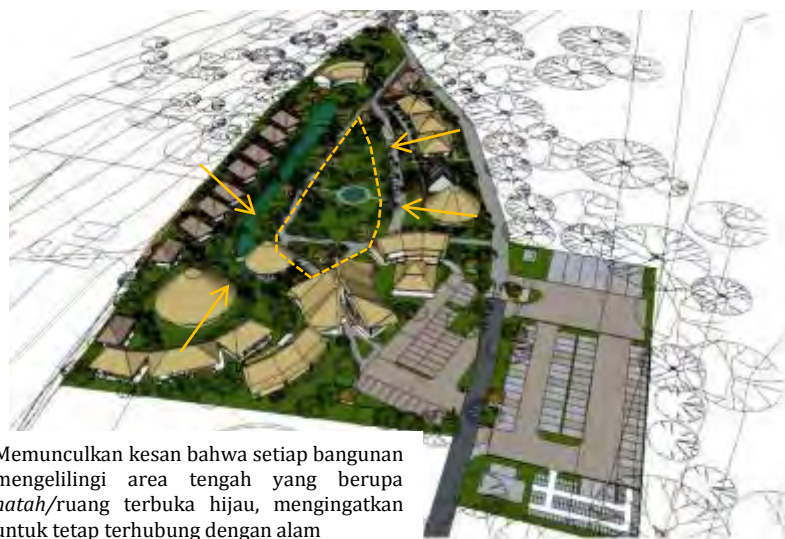 Memunculkan kesan bahwa setiap bangunan
mengelilingi area tengah yang berupa
natah/ruang terbuka hijau, mengingatkan
untuk tetap terhubung dengan alam